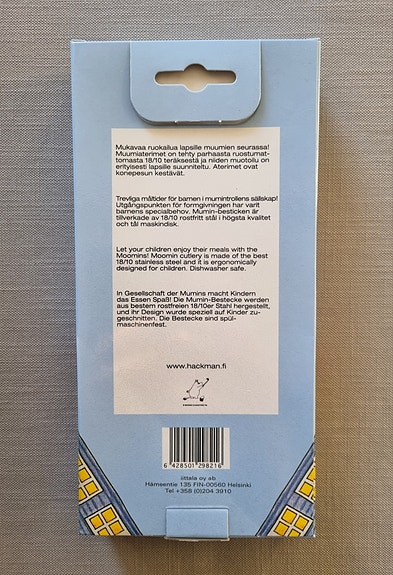 Mukavaa ruokailua lapsille muumien seurassa!
Muumiaterimet on tehty parhaasta ruostumat-
tomasta 18/10 teräksestä ja niiden muotoilu on
erityisesti lapsille suunniteltu. Aterimet ovat
konepesun kestävät.
Trevliga måltider för barnen i mumintrollens sällskap!
Utgångspunkten för formgivningen har varit
barnens specialbehov. Mumin-besticken är
tillverkade av 18/10 rostfritt stål i högsta kvalitet
och tål maskindisk.
Let your children enjoy their meals with the
Moomins! Moomin cutlery is made of the best
18/10 stainless steel and it is ergonomically
designed for children. Dishwasher safe.
In Gesellschaft der Mumins macht Kindern
das Essen Spaß! Die Mumin-Bestecke werden
aus bestem rostfreien 18/10er Stahl hergestellt,
und ihr Design wurde speziell auf Kinder zu-
geschnitten. Die Bestecke sind spül-
maschinenfest.
www.hackman.fi
6 428501 298216
iittala oy ab
Hämeentie 135 FIN-00560 Helsinki
Tel +358 (0)204 3910